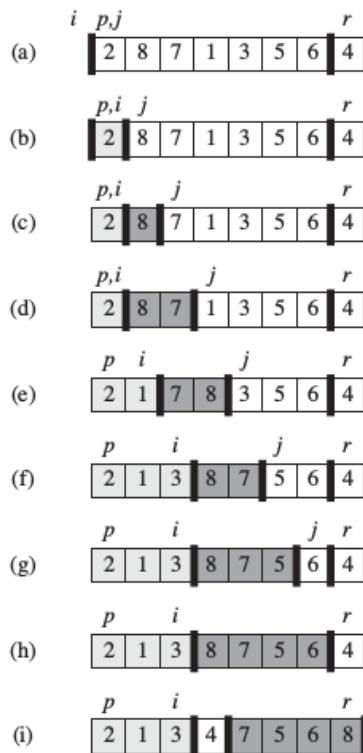 i p,j r
(a) 2 8 7 1 3 5 6 4
p,i j r
(b) 2 8 7 1 3 5 6 4
p,i j r
(c) 2 8 7 1 3 5 6 4
p,i j r
(d) 2 8 7 1 3 5 6 4
p i j r
(e) 2 1 7 8 3 5 6 4
p i j r
(f) 2 1 3 8 7 5 6 4
p i j r
(g) 2 1 3 8 7 5 6 4
p i r
(h) 2 1 3 8 7 5 6 4
p i r
(i) 2 1 3 4 7 5 6 8